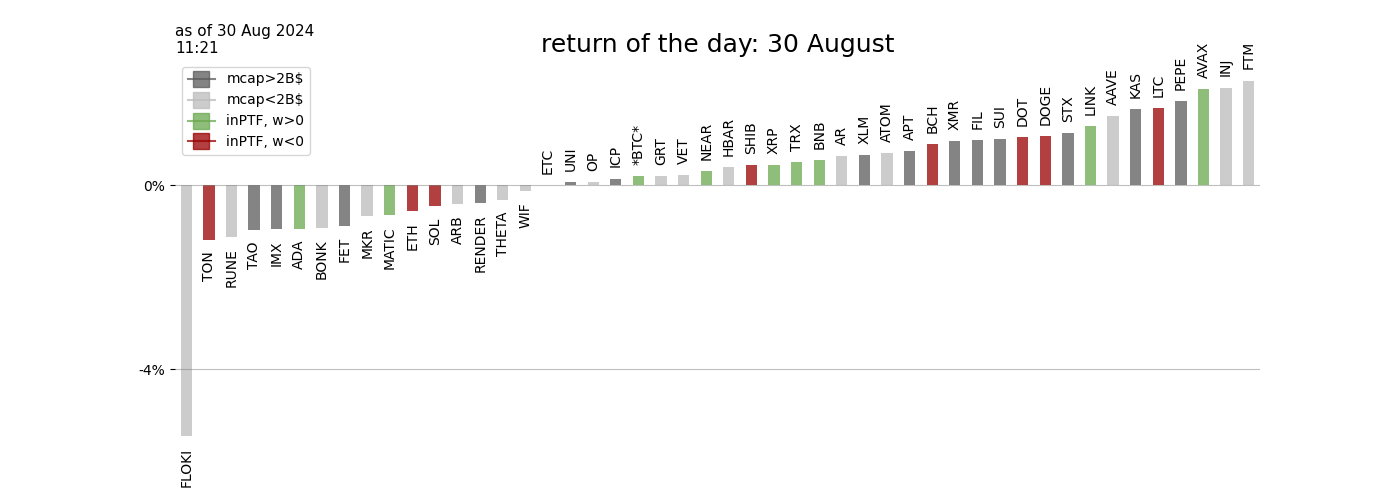 as of 30 Aug 2024
11:21
return of the day: 30 August
mcap>2B$
mcap<2B$
inPTF, w>0
inPTF, w<0
0%
-4%
FLOKI
TON
RUNE
TAO
IMX
ADA
BONK
FET
MKR
MATIC
ETH
SOL
ARB
RENDER
THETA
WIF
ETC
UNI
OP
ICP
*BTC*
GRT
VET
NEAR
HBAR
SHIB
XRP
TRX
BNB
AR
XLM
ATOM
APT
BCH
XMR
FIL
SUI
DOT
DOGE
STX
LINK
AAVE
KAS
LTC
PEPE
AVAX
INJ
FTM